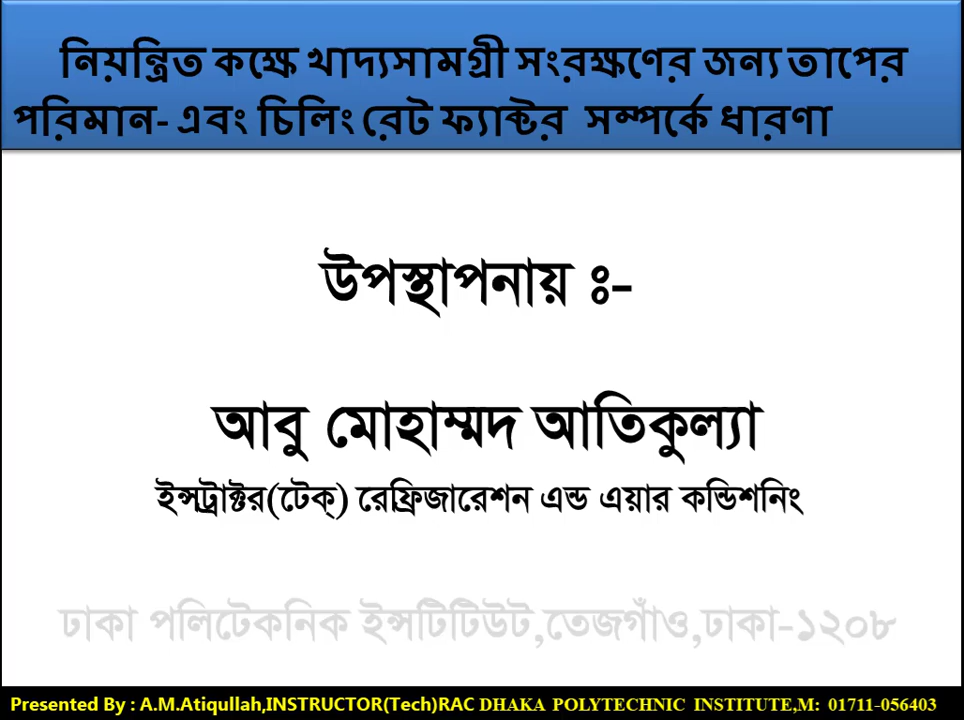 নিয়ন্ত্রিত কক্ষে খাদ্যসামগ্রী সংরক্ষণের জন্য তাপের
পরিমান- এবং চিলিং রেট ফ্যাক্টর সম্পর্কে ধারণা
উপস্থাপনায় ঃ-
আবু মোহাম্মদ আতিকুল্যা
ইন্সট্রাক্টর(টেক্) রেফ্রিজারেশন এন্ড এয়ার কন্ডিশনিং
ঢাকা পলিটেকনিক ইন্সটিটিউট,তেজগাঁও,ঢাকা-১২০৮
Presented By : A.M.Atiqullah,INSTRUCTOR(Tech)RAC DHAKA POLYTECHNIC INSTITUTE,M: 01711-056403